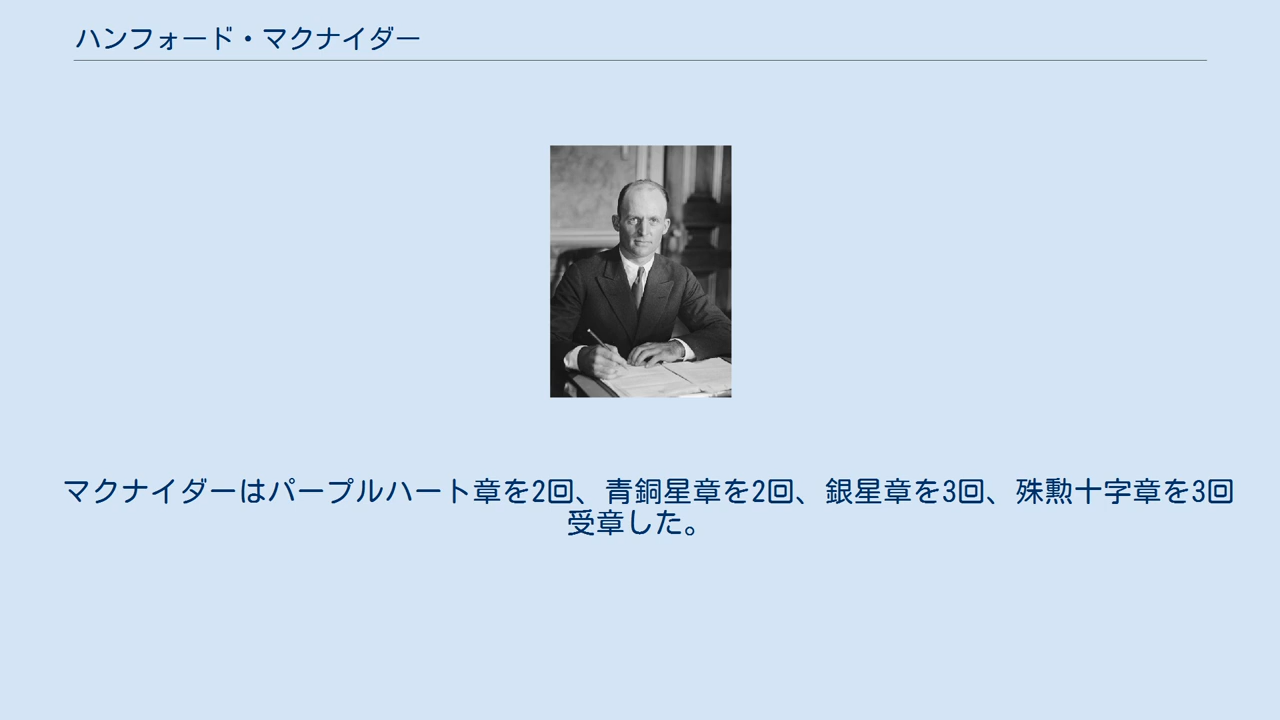 ハンフォード・マクナイダー
マクナイダーはパープルハート章を2回、青銅星章を2回、銀星章を3回、殊勲十字章を3回
受章した。